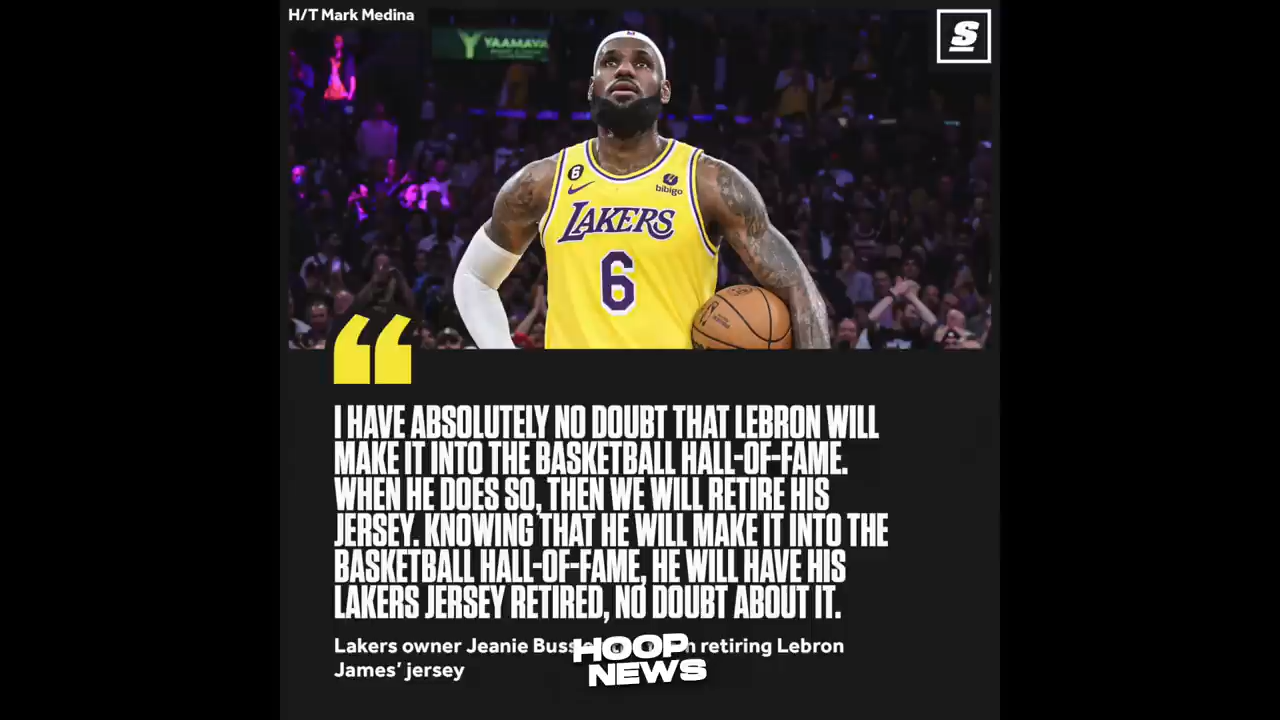 H/T Mark Medina
S
YAAMAVA'
6
bibigo
LAKERS
6
I HAVE ABSOLUTELY NO DOUBT THAT LEBRON WILL
MAKE IT INTO THE BASKETBALL HALL-OF-FAME.
WHEN HE DOES SO, THEN WE WILL RETIRE HIS
JERSEY. KNOWING THAT HE WILL MAKE IT INTO THE
BASKETBALL HALL-OF-FAME, HE WILL HAVE HIS
LAKERS JERSEY RETIRED, NO DOUBT ABOUT IT.
Lakers owner Jeanie Buss retiring Lebron
James' jersey
HOOP
NEWS